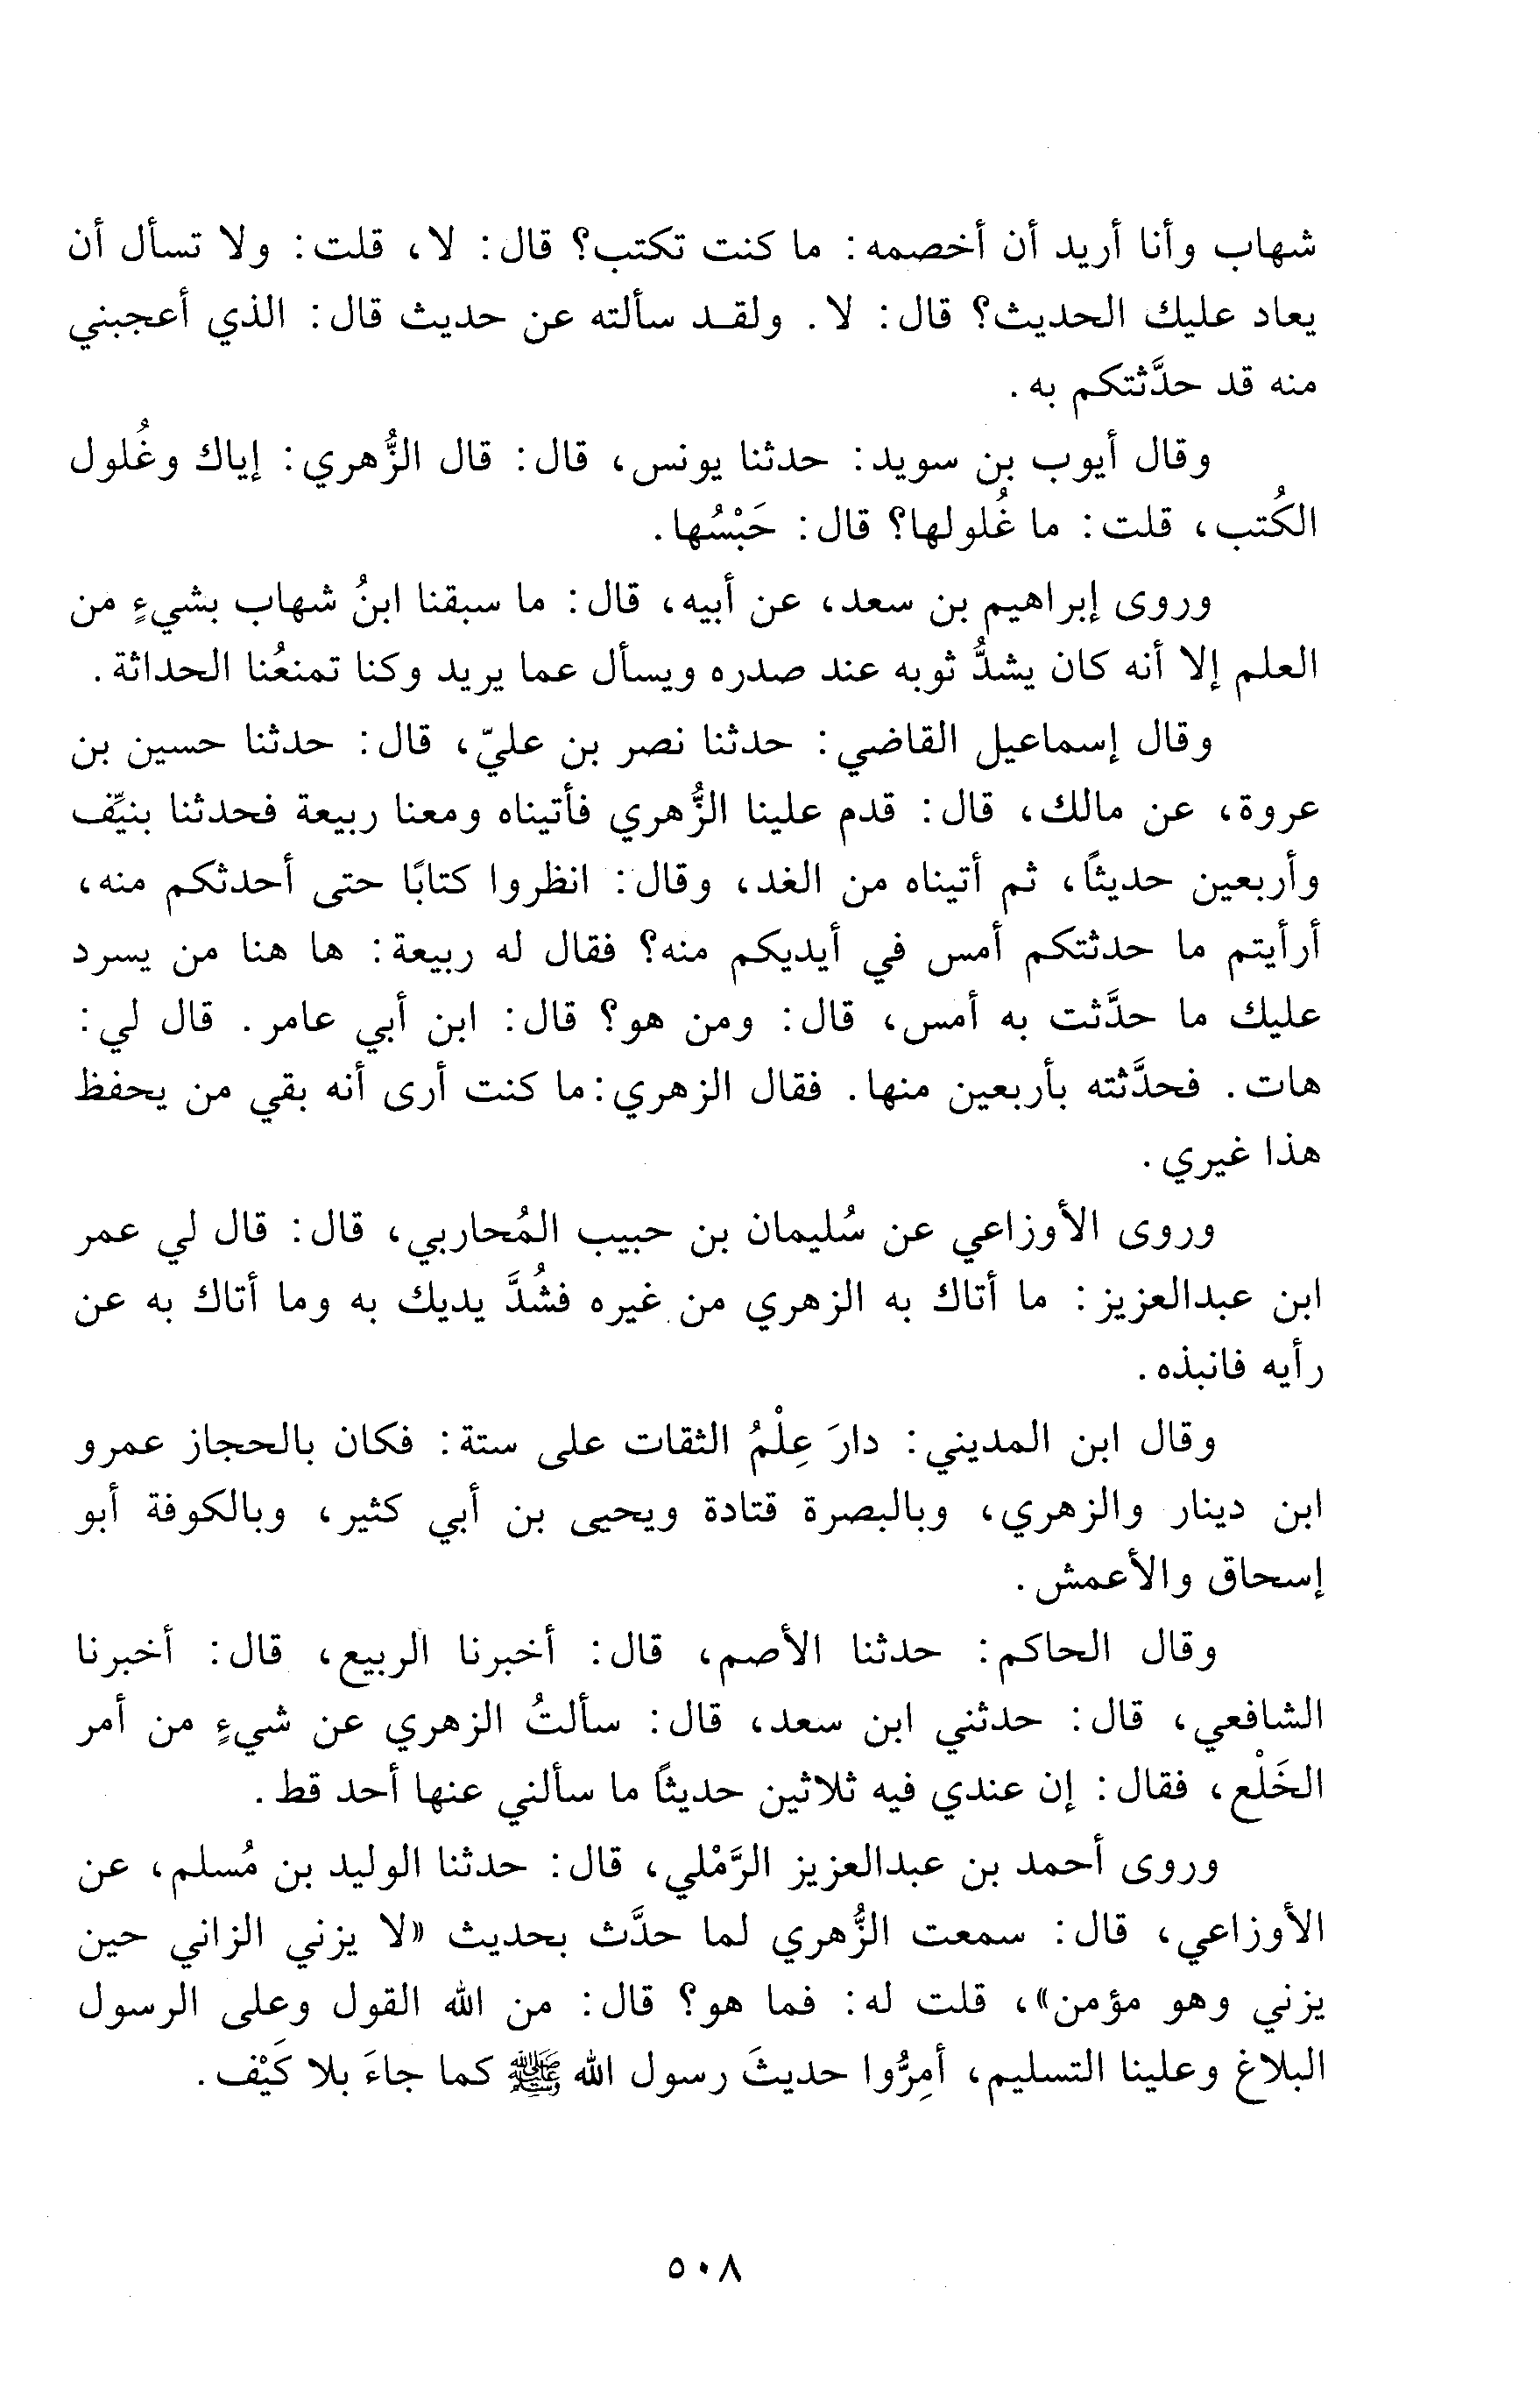 شهاب وأنا أريد أن أخصمه: ما كنت تكتب؟ قال: لا، قلت: ولا تسأل أن
يعاد عليك الحديث؟ قال: لا. ولقـد سألته عن حديث قال: الذي أعجبني
منه قد حدَّثتكم به.
وقال أيوب بن سويد: حدثنا يونس، قال: قال الزُّهري: إياك وغُلول
الكُتب، قلت: ما غُلولها؟ قال: حَبْسُها.
وروى إبراهيم بن سعد، عن أبيه، قال: ما سبقنا ابنُ شهاب بشيءٍ من
العلم إلا أنه كان يشدُّ ثوبه عند صدره ويسأل عما يريد وكنا تمنعُنا الحداثة.
وقال إسماعيل القاضي: حدثنا نصر بن عليّ، قال: حدثنا حسين بن
عروة، عن مالك، قال: قدم علينا الزُّهري فأتيناه ومعنا ربيعة فحدثنا بنيِّف
وأربعين حديثًا، ثم أتيناه من الغد، وقال: انظروا كتابًا حتى أحدثكم منه،
أرأيتم ما حدثتكم أمس في أيديكم منه؟ فقال له ربيعة: ها هنا من يسرد
عليك ما حدَّثت به أمس، قال: ومن هو؟ قال: ابن أبي عامر. قال لي:
هات. فحدَّثته بأربعين منها. فقال الزهري: ما كنت أرى أنه بقي من يحفظ
هذا غيري.
وروى الأوزاعي عن سُليمان بن حبيب المُحاربي، قال: قال لي عمر
ابن عبدالعزيز: ما أتاك به الزهري من غيره فشُدَّ يديك به وما أتاك به عن
رأيه فانبذه.
وقال ابن المديني: دارَ عِلْمُ الثقات على ستة: فكان بالحجاز عمرو
ابن دينار والزهري، وبالبصرة قتادة ويحيى بن أبي كثير، وبالكوفة أبو
إسحاق والأعمش.
وقال الحاكم: حدثنا الأصم، قال: أخبرنا الربيع، قال: أخبرنا
الشافعي، قال: حدثني ابن سعد، قال: سألتُ الزهري عن شيءٍ من أمر
الخَلْع، فقال: إن عندي فيه ثلاثين حديثًا ما سألني عنها أحد قط.
وروى أحمد بن عبدالعزيز الرَّمْلي، قال: حدثنا الوليد بن مُسلم، عن
الأوزاعي، قال: سمعت الزُّهري لما حدَّث بحديث «لا يزني الزاني حين
يزني وهو مؤمن»، قلت له: فما هو؟ قال: من الله القول وعلى الرسول
البلاغ وعلينا التسليم، أمِرُّوا حديثَ رسول الله ﷺ كما جاءَ بلا كَيْف.
٥٠٨